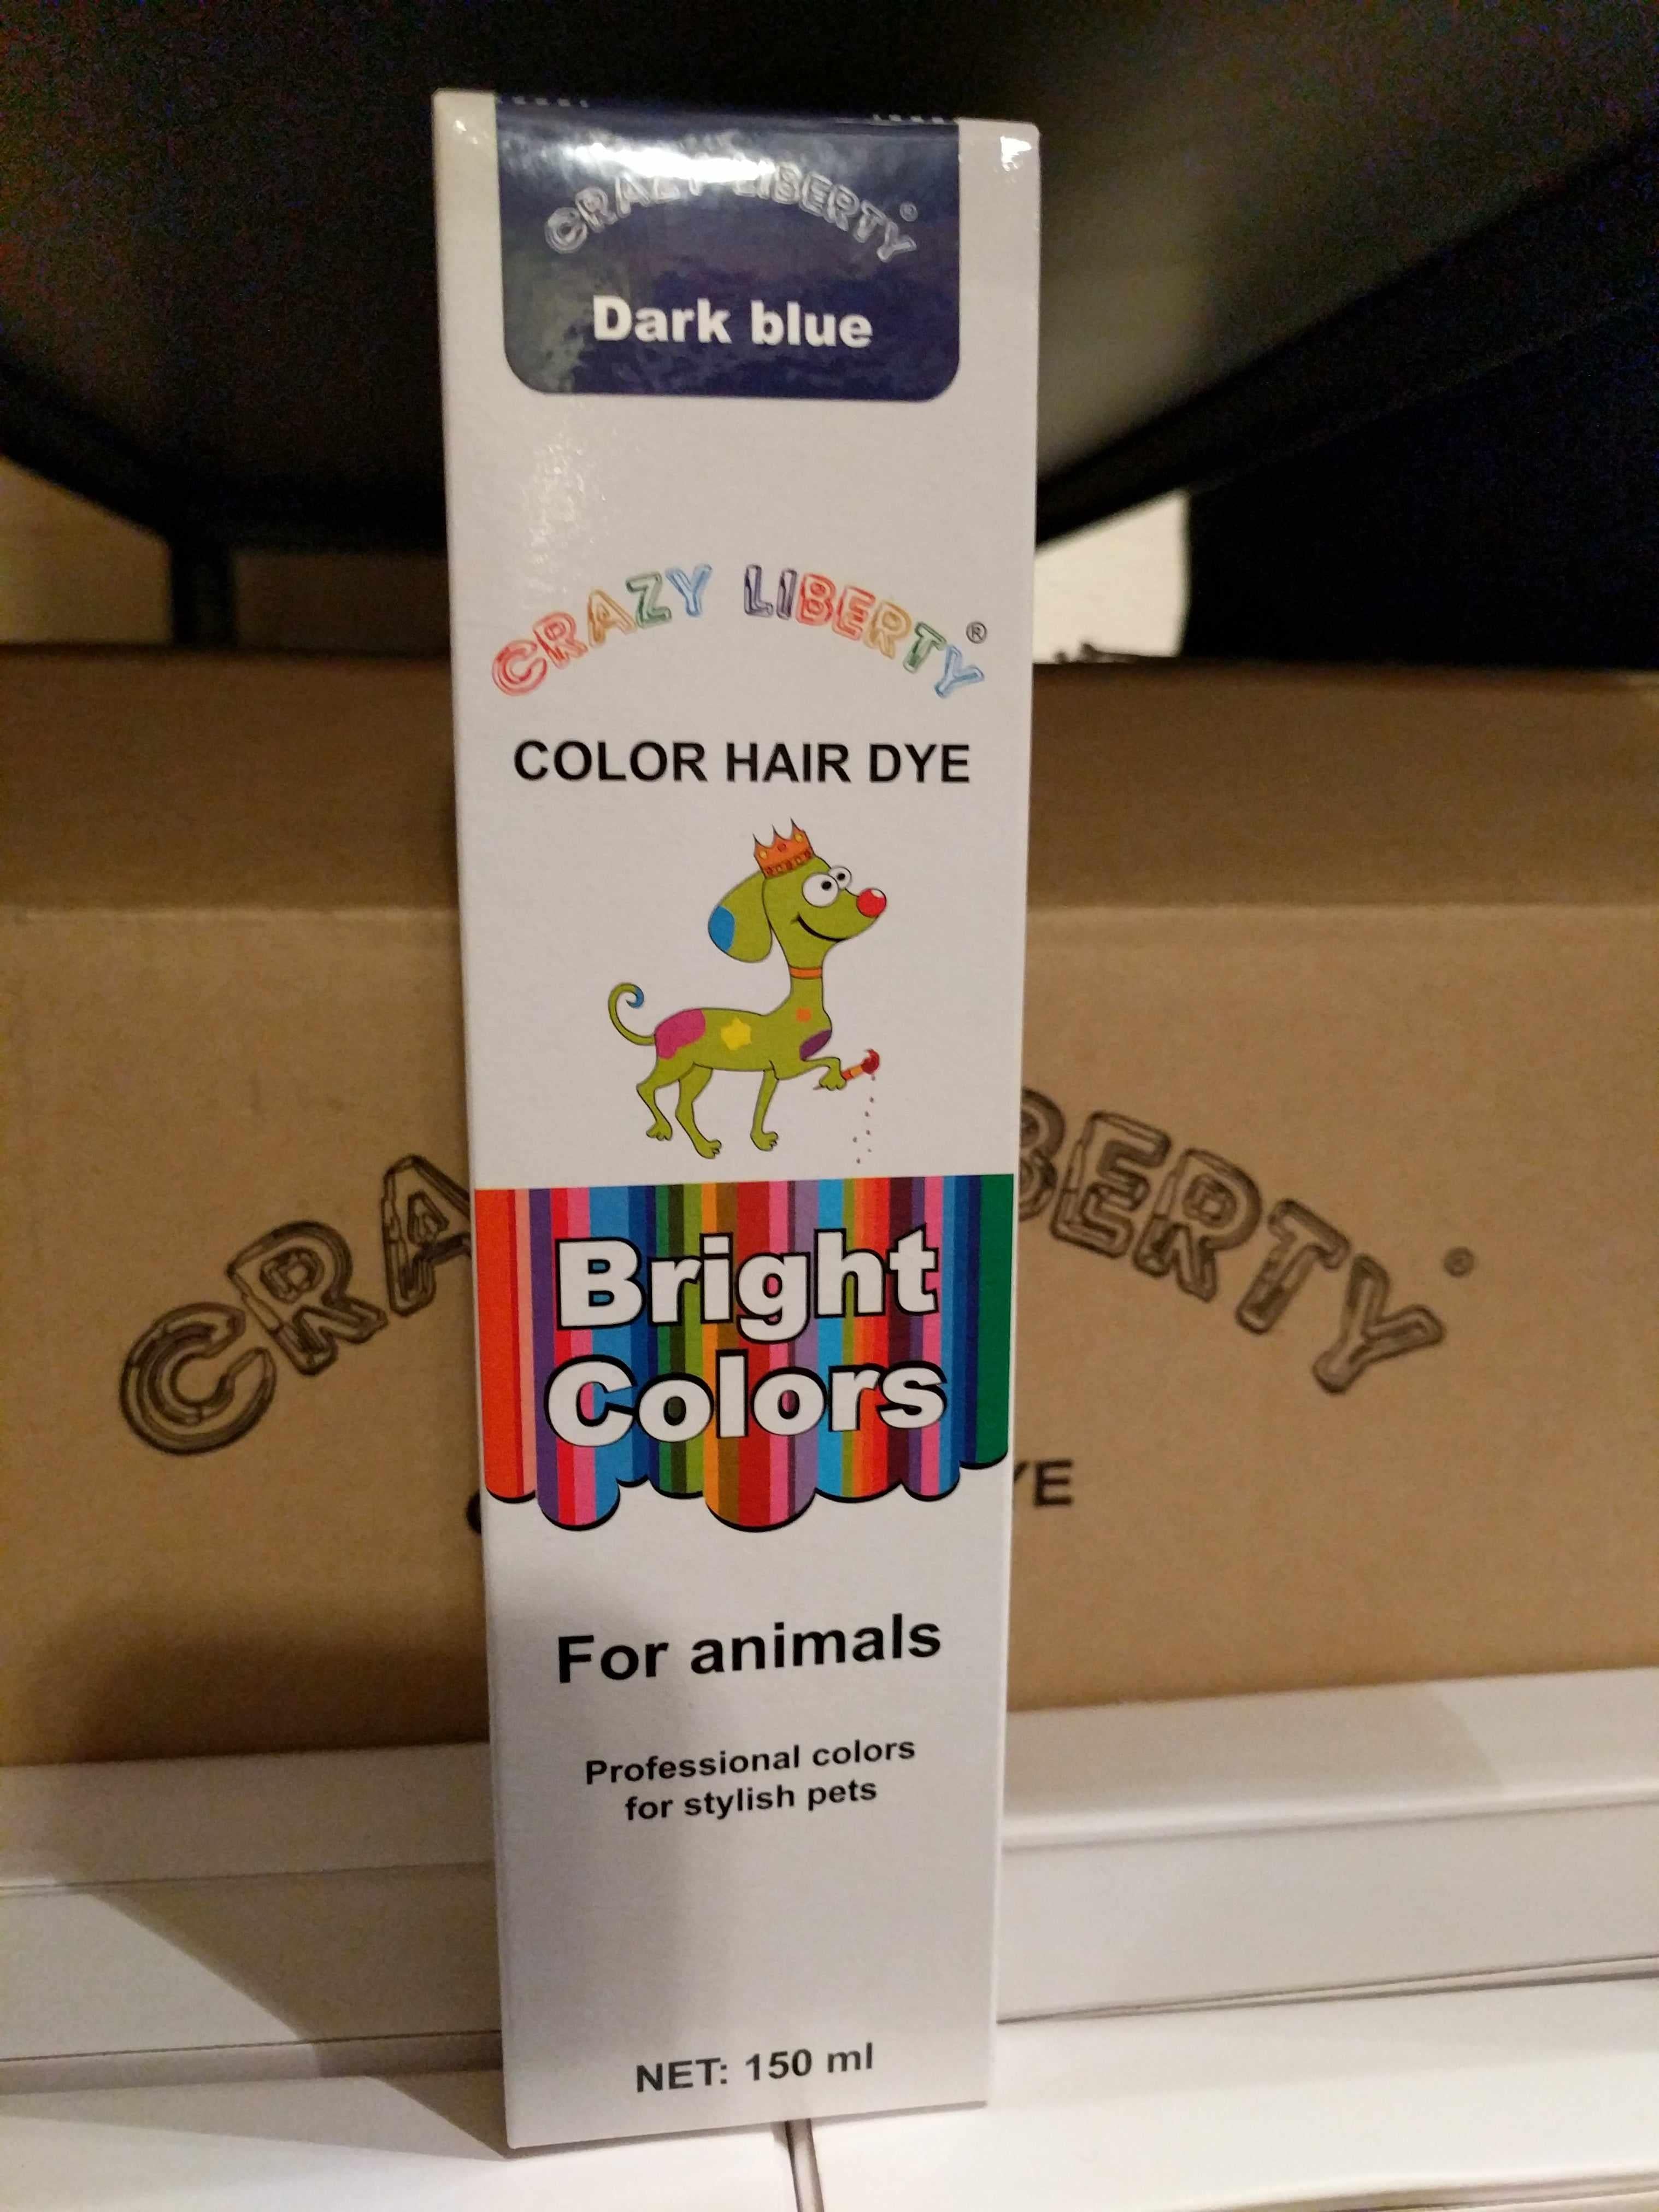 CRAZY LIBERTY®
Dark blue
CRAZY LIBERTY®
COLOR HAIR DYE
Bright
Colors
For animals
Professional colors
for stylish pets
NET: 150 ml
CRA BERTY®
YE